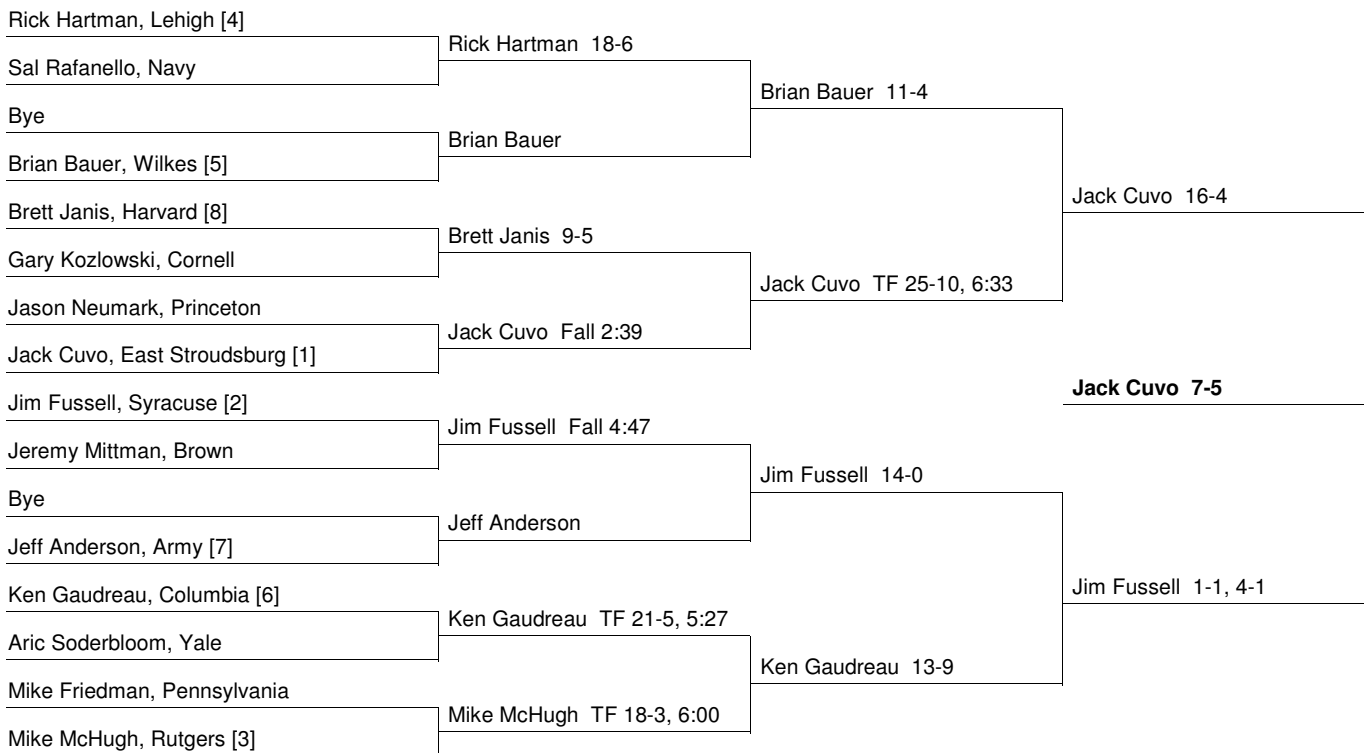 Rick Hartman, Lehigh [4]
Sal Rafanello, Navy
Bye
Brian Bauer, Wilkes [5]
Brett Janis, Harvard [8]
Gary Kozlowski, Cornell
Jason Neumark, Princeton
Jack Cuvo, East Stroudsburg [1]
Jim Fussell, Syracuse [2]
Jeremy Mittman, Brown
Bye
Jeff Anderson, Army [7]
Ken Gaudreau, Columbia [6]
Aric Soderbloom, Yale
Mike Friedman, Pennsylvania
Mike McHugh, Rutgers [3]
Rick Hartman 18-6
Brian Bauer
Brett Janis 9-5
Jack Cuvo Fall 2:39
Jim Fussell Fall 4:47
Jeff Anderson
Ken Gaudreau TF 21-5, 5:27
Mike McHugh TF 18-3, 6:00
Brian Bauer 11-4
Jack Cuvo TF 25-10, 6:33
Jim Fussell 14-0
Ken Gaudreau 13-9
Jack Cuvo 16-4
Jim Fussell 1-1, 4-1
Jack Cuvo 7-5